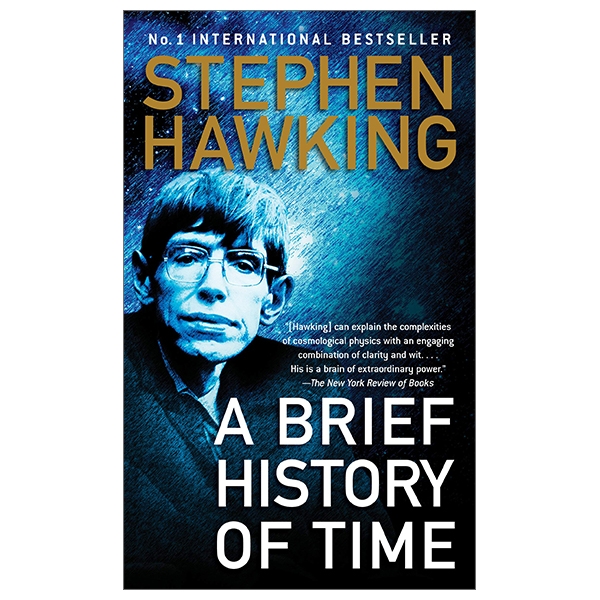 No. 1 INTERNATIONAL BESTSELLER
STEPHEN
HAWKING
"[Hawking] can explain the complexities
of cosmological physics with an engaging
combination of clarity and wit. . . .
His is a brain of extraordinary power."
—The New York Review of Books
A BRIEF
HISTORY
OF TIME